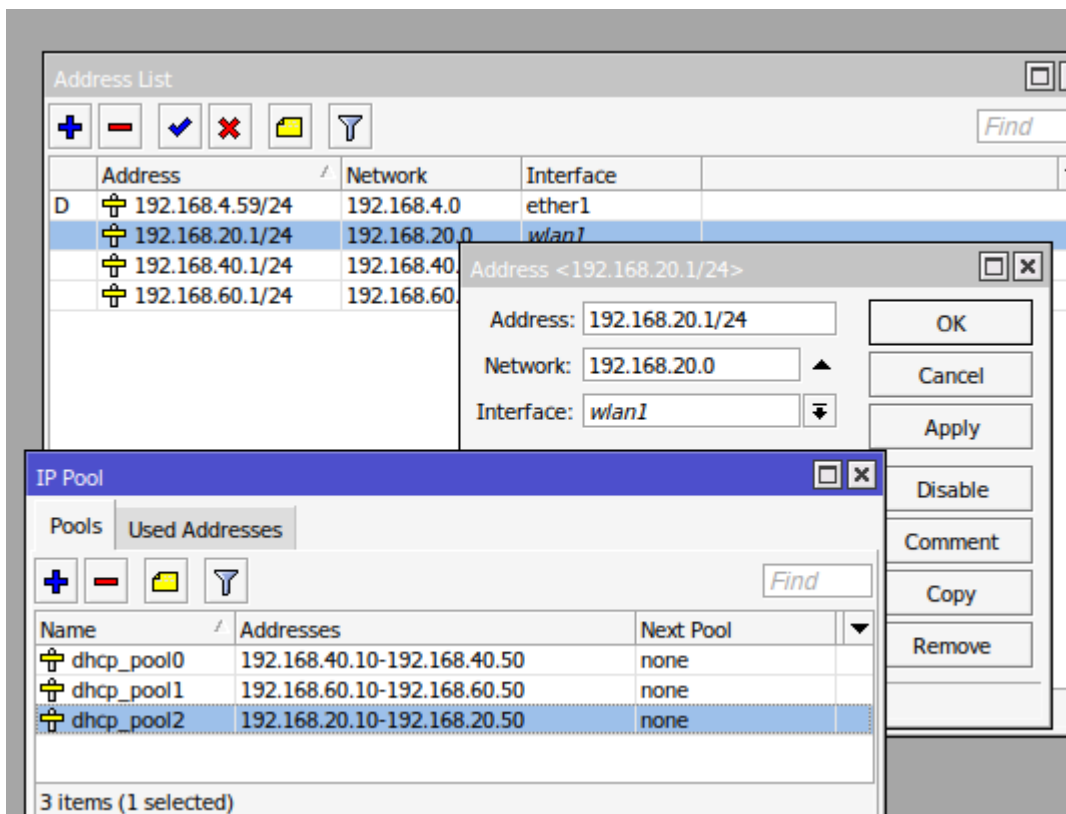 Address List
Find
Address Network Interface
D 192.168.4.59/24 192.168.4.0 ether1
192.168.20.1/24 192.168.20.0 wlan1
192.168.40.1/24 192.168.40.
192.168.60.1/24 192.168.60.
Address <192.168.20.1/24>
Address: 192.168.20.1/24
Network: 192.168.20.0
Interface: wlan1
OK
Cancel
Apply
Disable
Comment
Copy
Remove
IP Pool
Pools Used Addresses
Find
Name Addresses Next Pool
dhcp_pool0 192.168.40.10-192.168.40.50 none
dhcp_pool1 192.168.60.10-192.168.60.50 none
dhcp_pool2 192.168.20.10-192.168.20.50 none
3 items (1 selected)